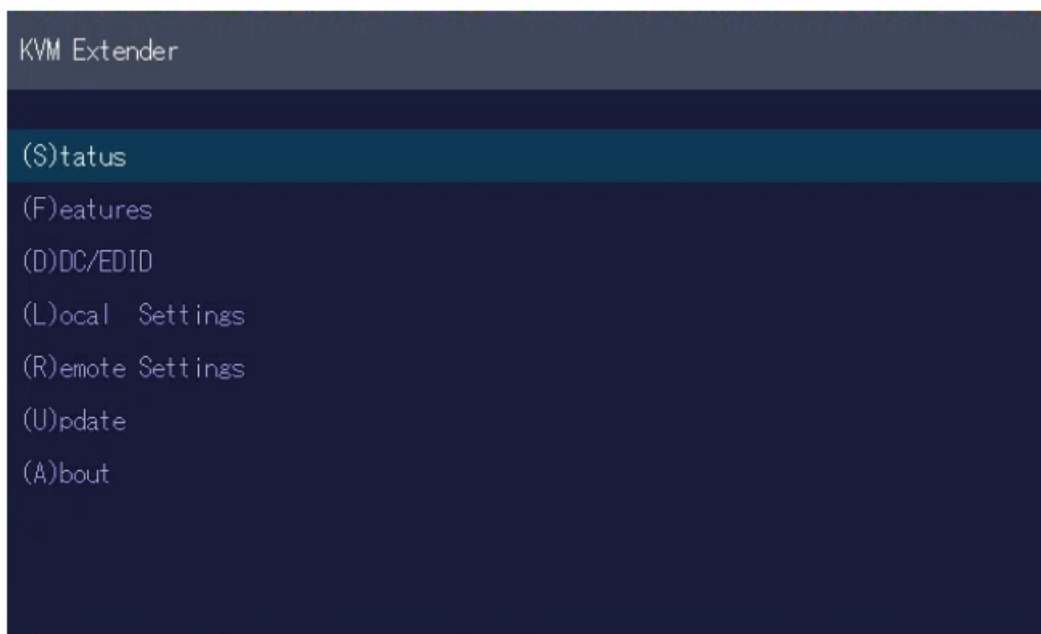 KVM Extender
(S)tatus
(F)eatures
(D)DC/EDID
(L)ocal  Settings
(R)emote Settings
(U)pdate
(A)bout